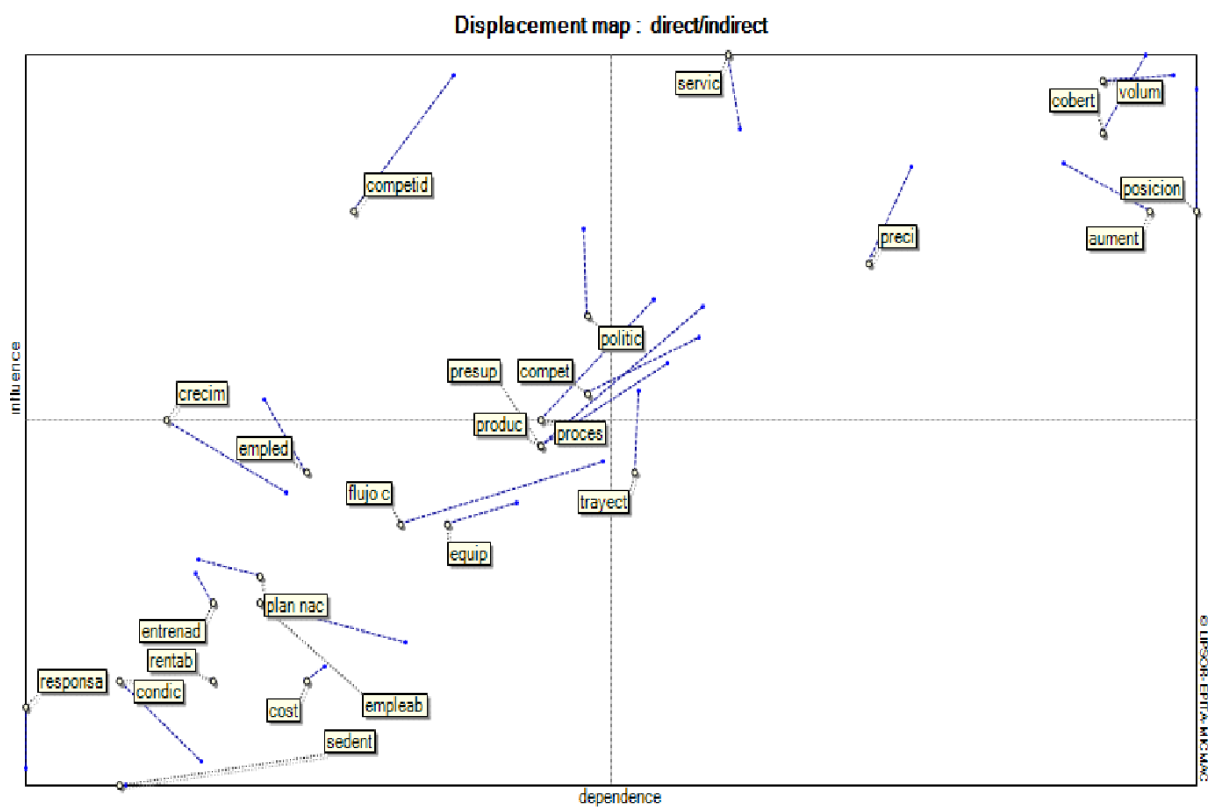 Displacement map : direct/indirect
servic
cobert
volum
competid
posicion
preci
aument
politic
presup
compet
crecim
produc
proces
empled
flujo c
trayect
equip
influence
plan nac
entrenad
rentab
responsa
condic
cost
empleab
sedent
dependence
© LIPSOR-EPITA-MICMAC